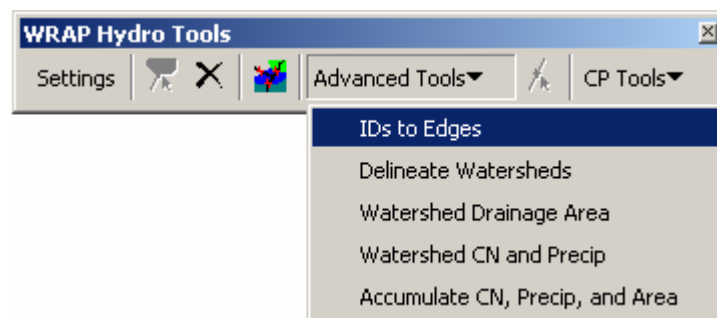 WRAP Hydro Tools
Settings Advanced Tools CP Tools
IDs to Edges
Delineate Watersheds
Watershed Drainage Area
Watershed CN and Precip
Accumulate CN, Precip, and Area